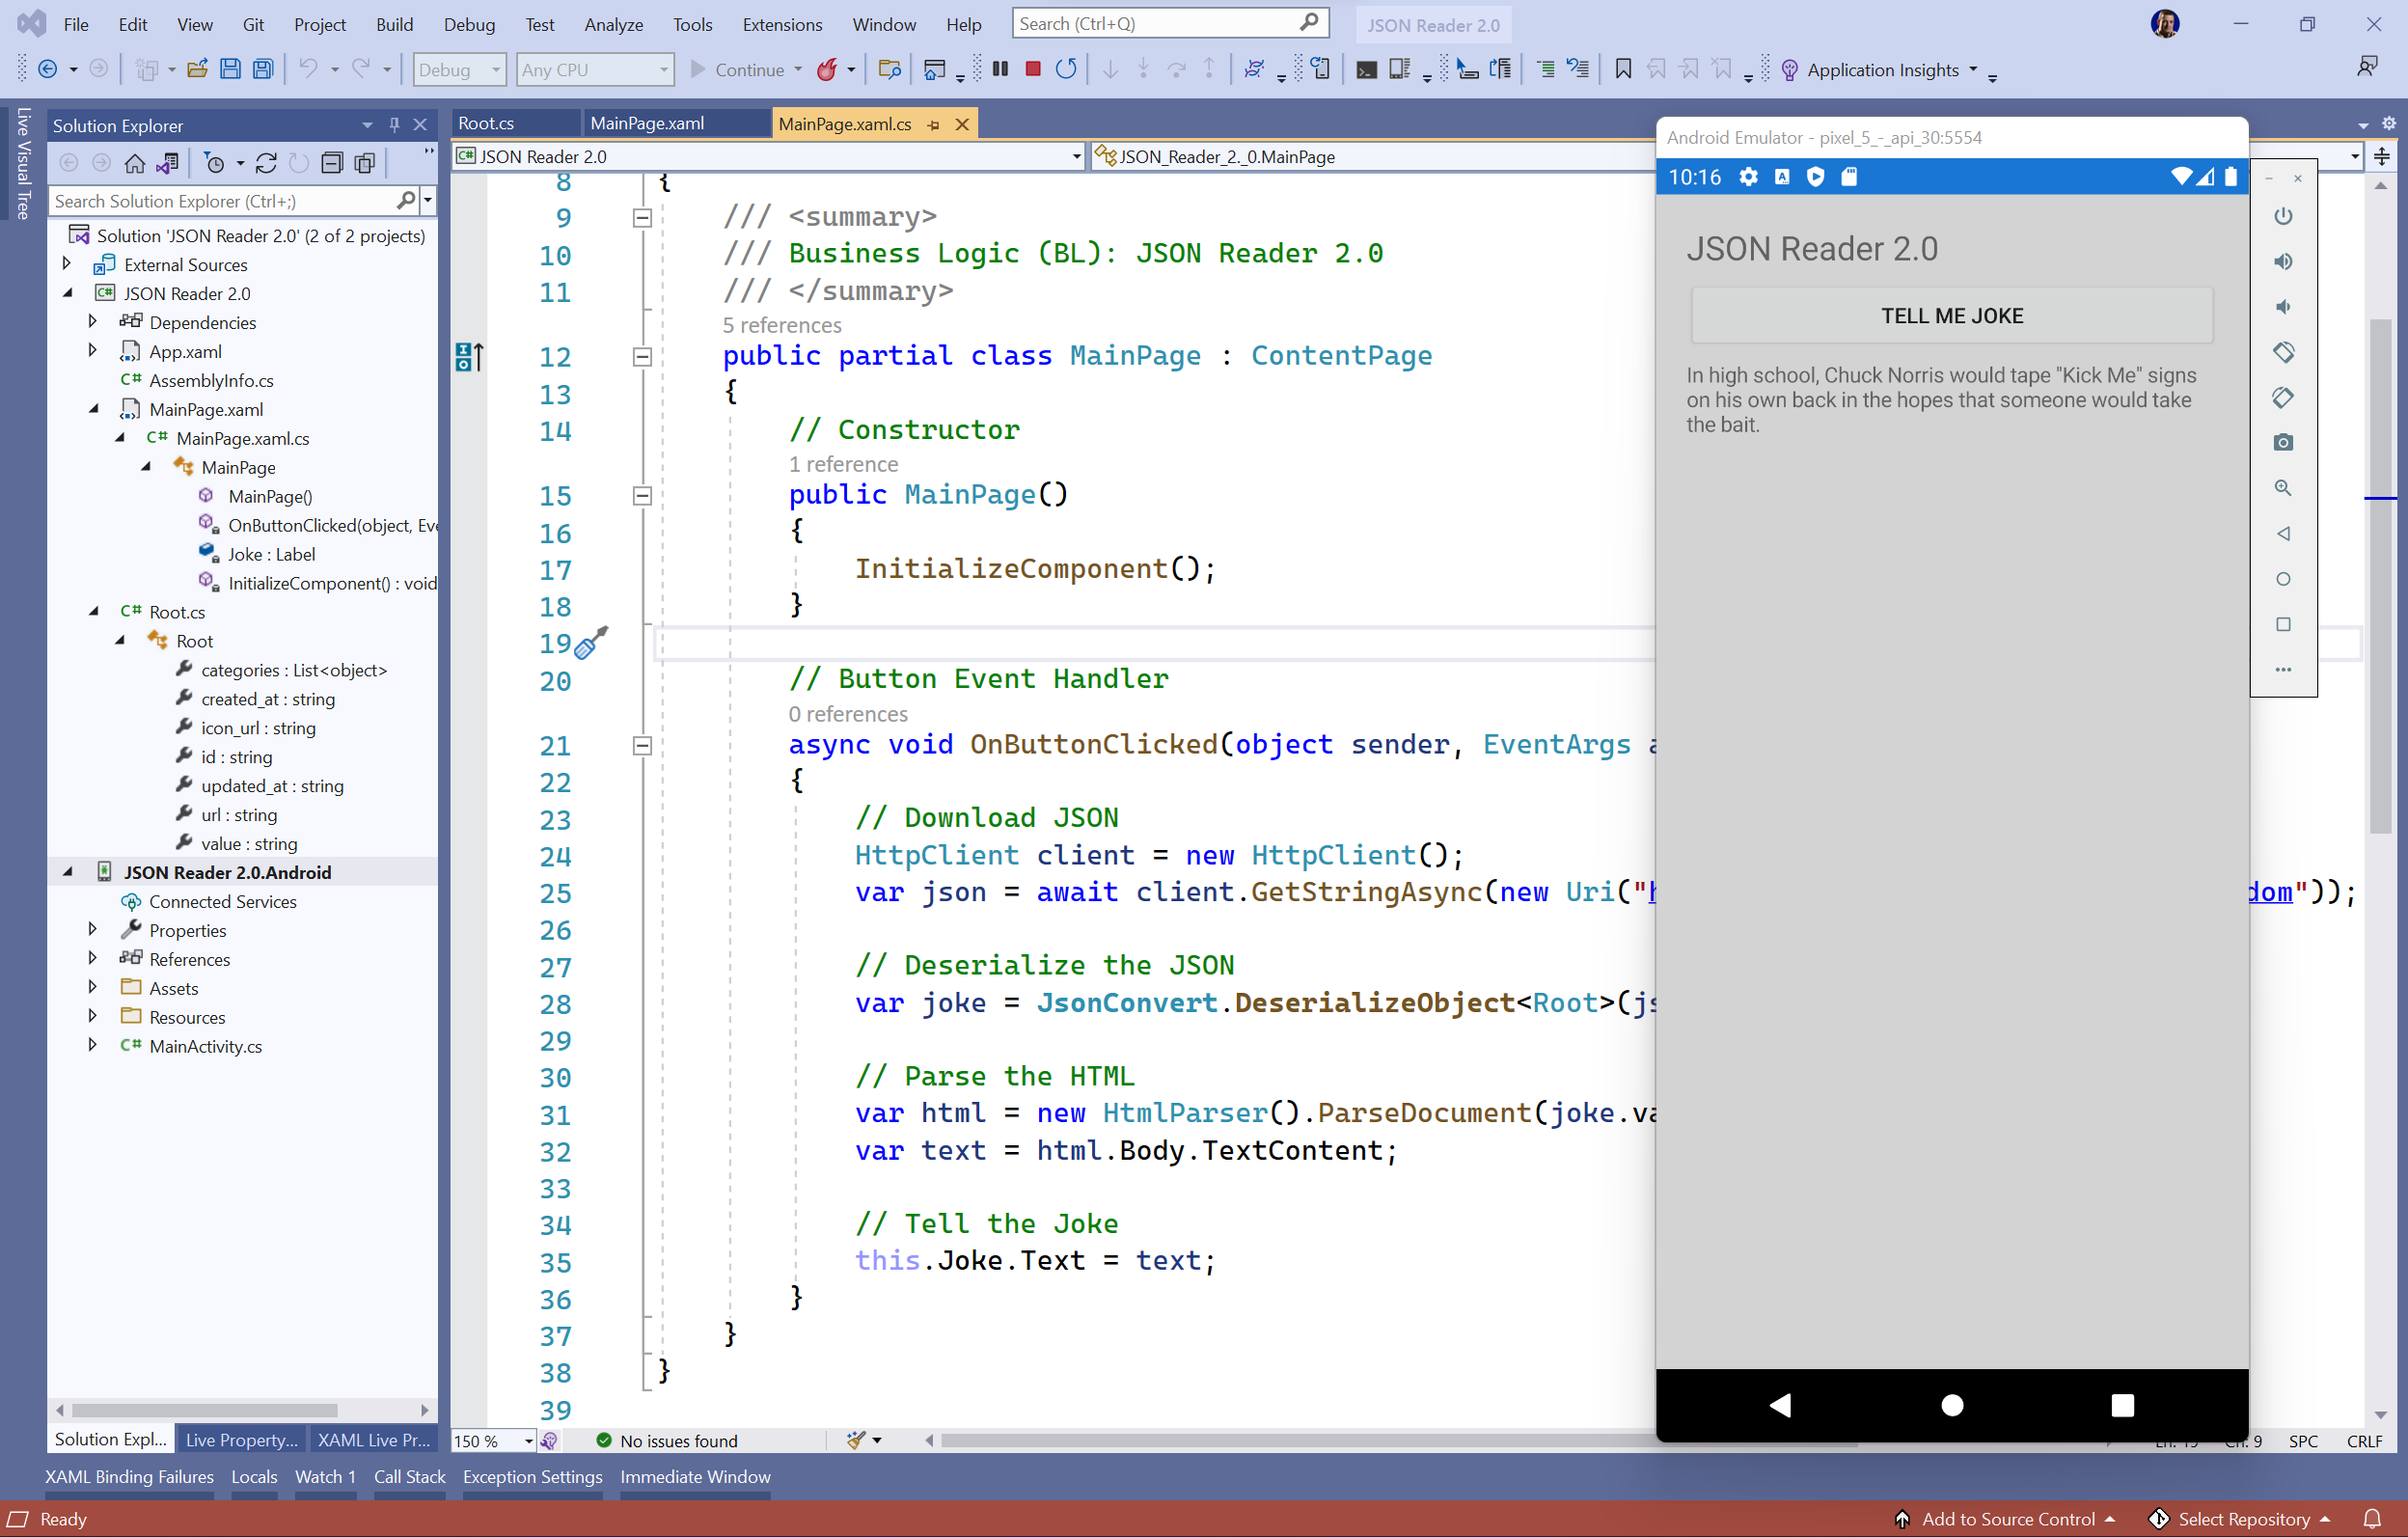 File Edit View Git Project Build Debug Test Analyze Tools Extensions Window Help Search (Ctrl+Q) JSON Reader 2.0
Debug Any CPU Continue Application Insights
Live Visual Tree
Solution Explorer
Search Solution Explorer (Ctrl+;)
Solution 'JSON Reader 2.0' (2 of 2 projects)
External Sources
JSON Reader 2.0
Dependencies
App.xaml
C# AssemblyInfo.cs
MainPage.xaml
C# MainPage.xaml.cs
MainPage
MainPage()
OnButtonClicked(object, Eve
Joke : Label
InitializeComponent() : void
C# Root.cs
Root
categories : List<object>
created_at : string
icon_url : string
id : string
updated_at : string
url : string
value : string
JSON Reader 2.0.Android
Connected Services
Properties
References
Assets
Resources
C# MainActivity.cs
Solution Expl... Live Property... XAML Live Pr...
Root.cs MainPage.xaml MainPage.xaml.cs
C# JSON Reader 2.0 JSON_Reader_2._0.MainPage
8 {
9 /// <summary>
10 /// Business Logic (BL): JSON Reader 2.0
11 /// </summary>
5 references
12 public partial class MainPage : ContentPage
13 {
14 // Constructor
1 reference
15 public MainPage()
16 {
17 InitializeComponent();
18 }
19
20 // Button Event Handler
0 references
21 async void OnButtonClicked(object sender, EventArgs a
22 {
23 // Download JSON
24 HttpClient client = new HttpClient();
25 var json = await client.GetStringAsync(new Uri("h dom"));
26
27 // Deserialize the JSON
28 var joke = JsonConvert.DeserializeObject<Root>(js
29
30 // Parse the HTML
31 var html = new HtmlParser().ParseDocument(joke.va
32 var text = html.Body.TextContent;
33
34 // Tell the Joke
35 this.Joke.Text = text;
36 }
37 }
38 }
39
150 % No issues found Ch: 9 SPC CRLF
Android Emulator - pixel_5_-_api_30:5554
10:16
JSON Reader 2.0
TELL ME JOKE
In high school, Chuck Norris would tape "Kick Me" signs
on his own back in the hopes that someone would take
the bait.
XAML Binding Failures Locals Watch 1 Call Stack Exception Settings Immediate Window
Ready Add to Source Control Select Repository